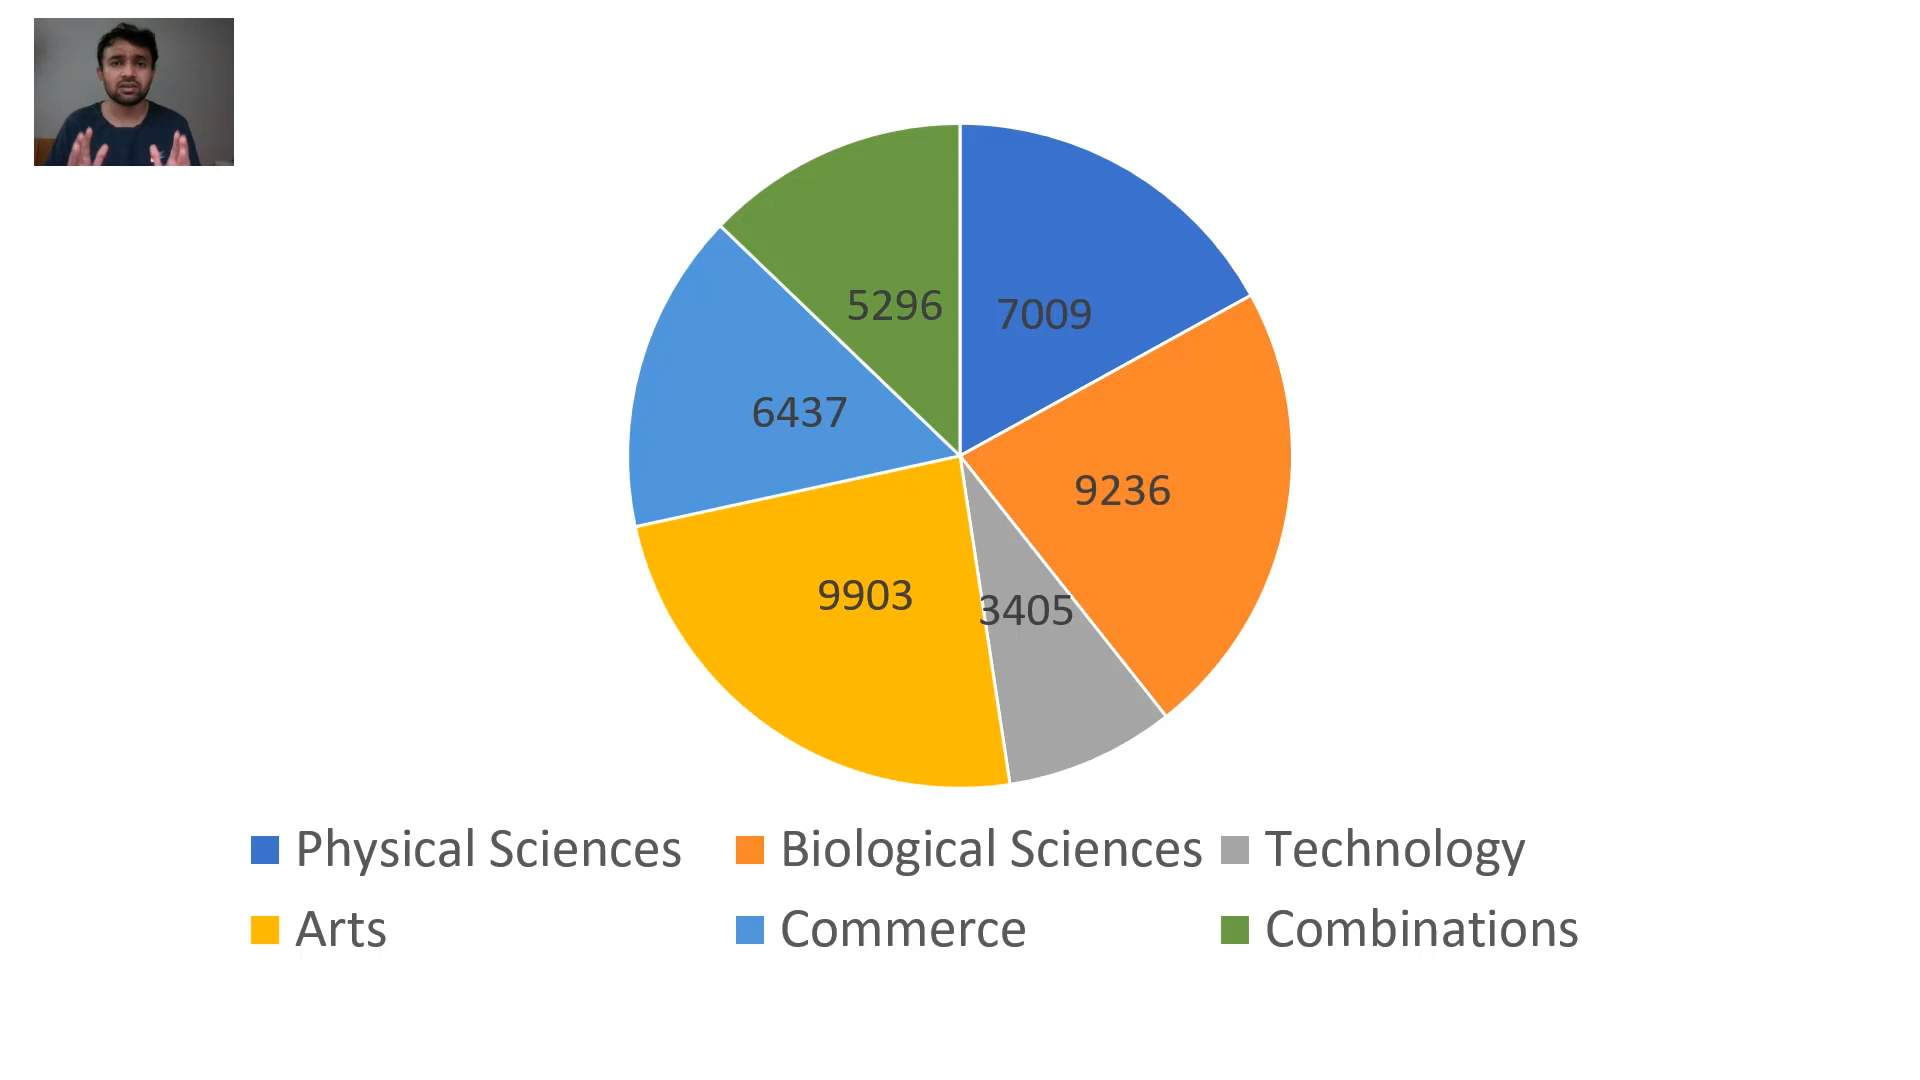 5296
7009
6437
9236
9903
3405
Physical Sciences
Biological Sciences
Technology
Arts
Commerce
Combinations